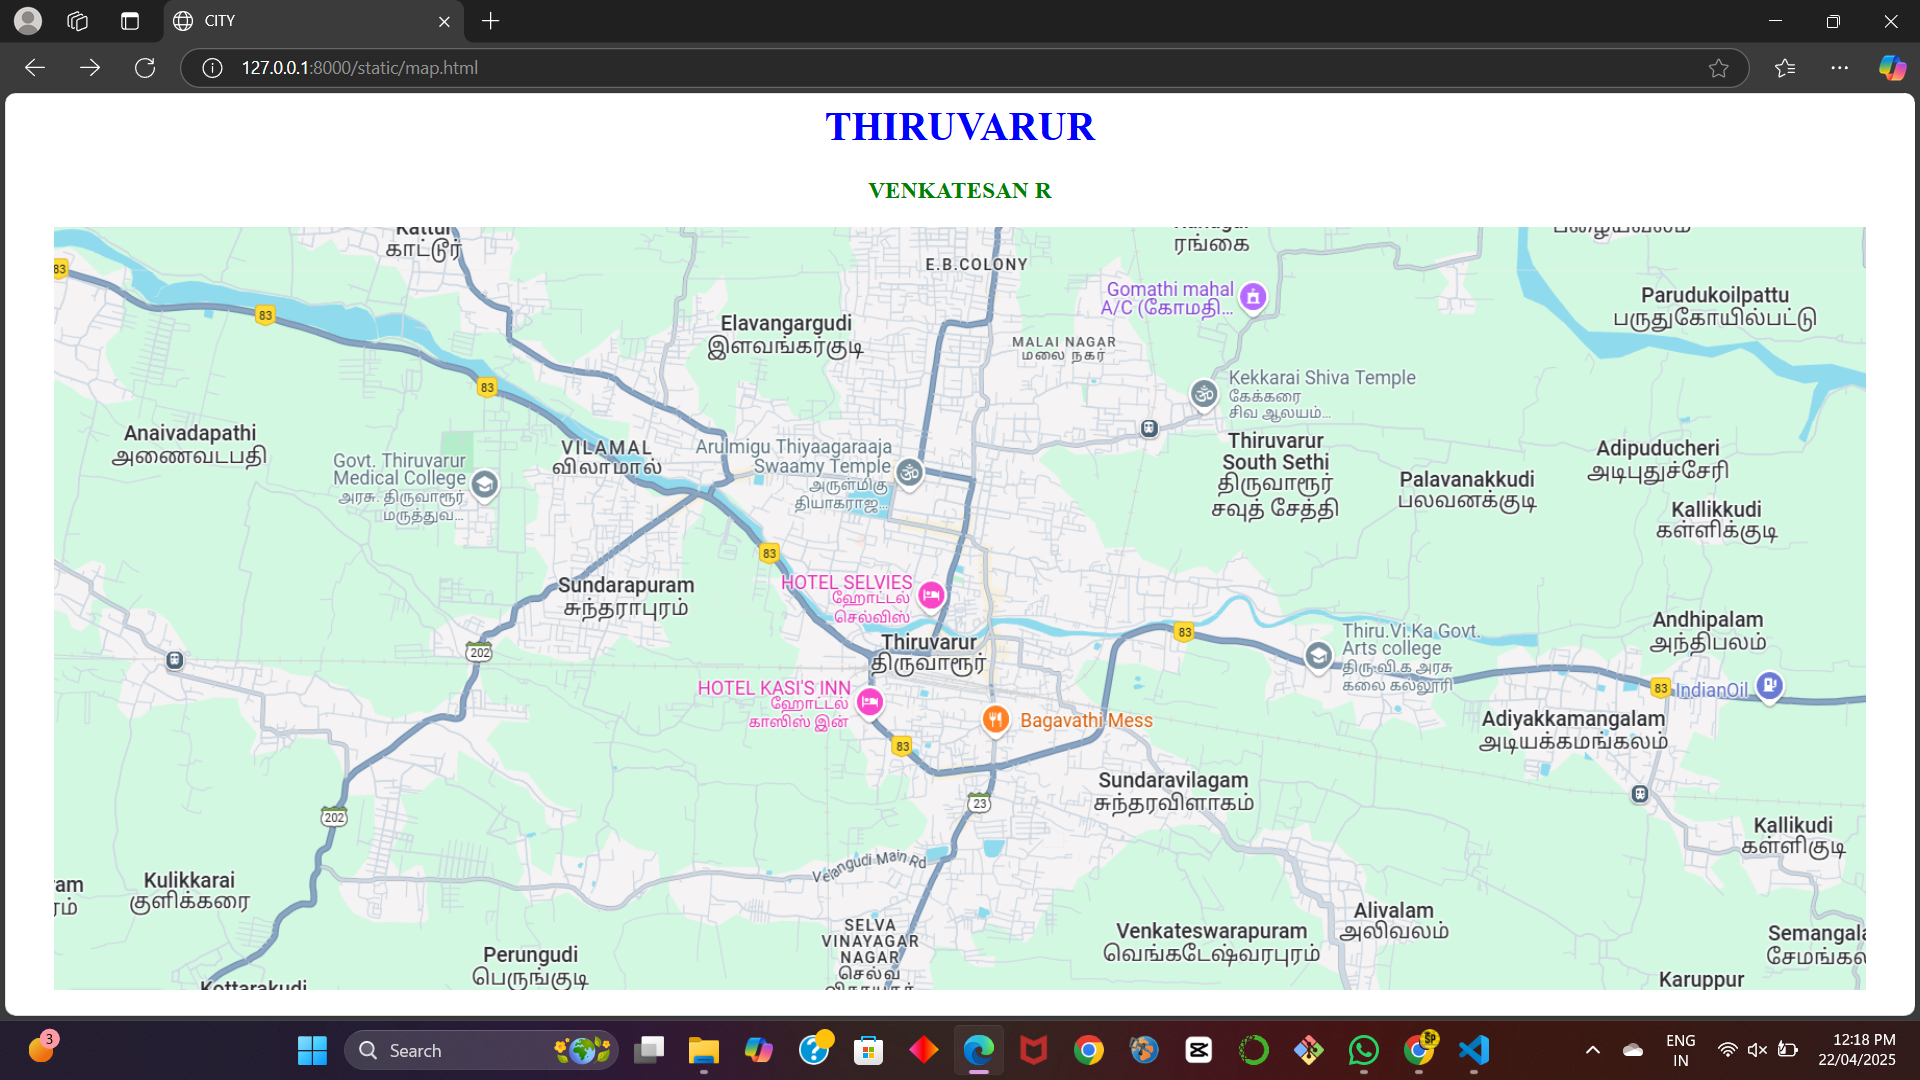 CITY
127.0.0.1:8000/static/map.html
THIRUVARUR
VENKATESAN R
Kattur
காட்டூர்
ரங்கை
E.B.COLONY
83
83
Gomathi mahal
A/C (கோமதி...
Parudukoilpattu
பருதுகோயில்பட்டு
Elavangargudi
இளவங்கர்குடி
MALAI NAGAR
மலை நகர்
83
Kekkarai Shiva Temple
கேக்கரை
சிவ ஆலயம்...
Anaivadapathi
அணைவடபதி
Govt. Thiruvarur
Medical College
அரசு. திருவாரூர்
மருத்துவ...
VILAMAL
விலாமால்
Arulmigu Thiyaagaraaja
Swaamy Temple
அருள்மிகு
தியாகராஜ...
Thiruvarur
South Sethi
திருவாரூர்
சவுத் சேத்தி
Palavanakkudi
பலவனக்குடி
Adipuducheri
அடிபுதுச்சேரி
Kallikkudi
கள்ளிக்குடி
83
Sundarapuram
சுந்தராபுரம்
HOTEL SELVIES
ஹோட்டல்
செல்விஸ்
Thiruvarur
திருவாரூர்
83
Thiru.Vi.Ka Govt.
Arts college
திரு.வி.க அரசு
கலை கல்லூரி
Andhipalam
அந்திபலம்
202
HOTEL KASI'S INN
ஹோட்டல்
காஸிஸ் இன்
Bagavathi Mess
83
83
IndianOil
Adiyakkamangalam
அடியக்கமங்கலம்
Sundaravilagam
சுந்தரவிளாகம்
23
202
Kallikudi
கள்ளிகுடி
Velangudi Main Rd
Kulikkarai
குளிக்கரை
SELVA
VINAYAGAR
NAGAR
செல்வ
Alivalam
அலிவலம்
Venkateswarapuram
வெங்கடேஷ்வரபுரம்
Perungudi
பெருங்குடி
Kottarakudi
Karuppur
Search
3
ENG
IN
12:18 PM
22/04/2025